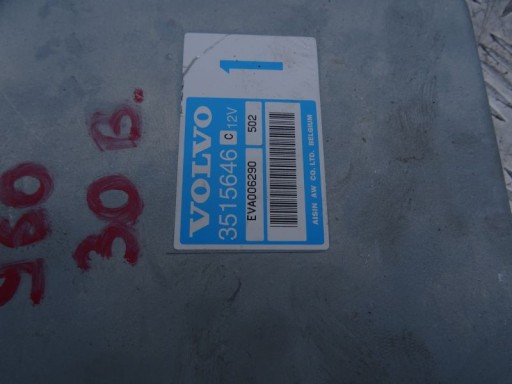 1
VOLVO
3515646 C 12V
EVA006290 502
AISIN AW CO., LTD. BELGIUM
960
30 B.